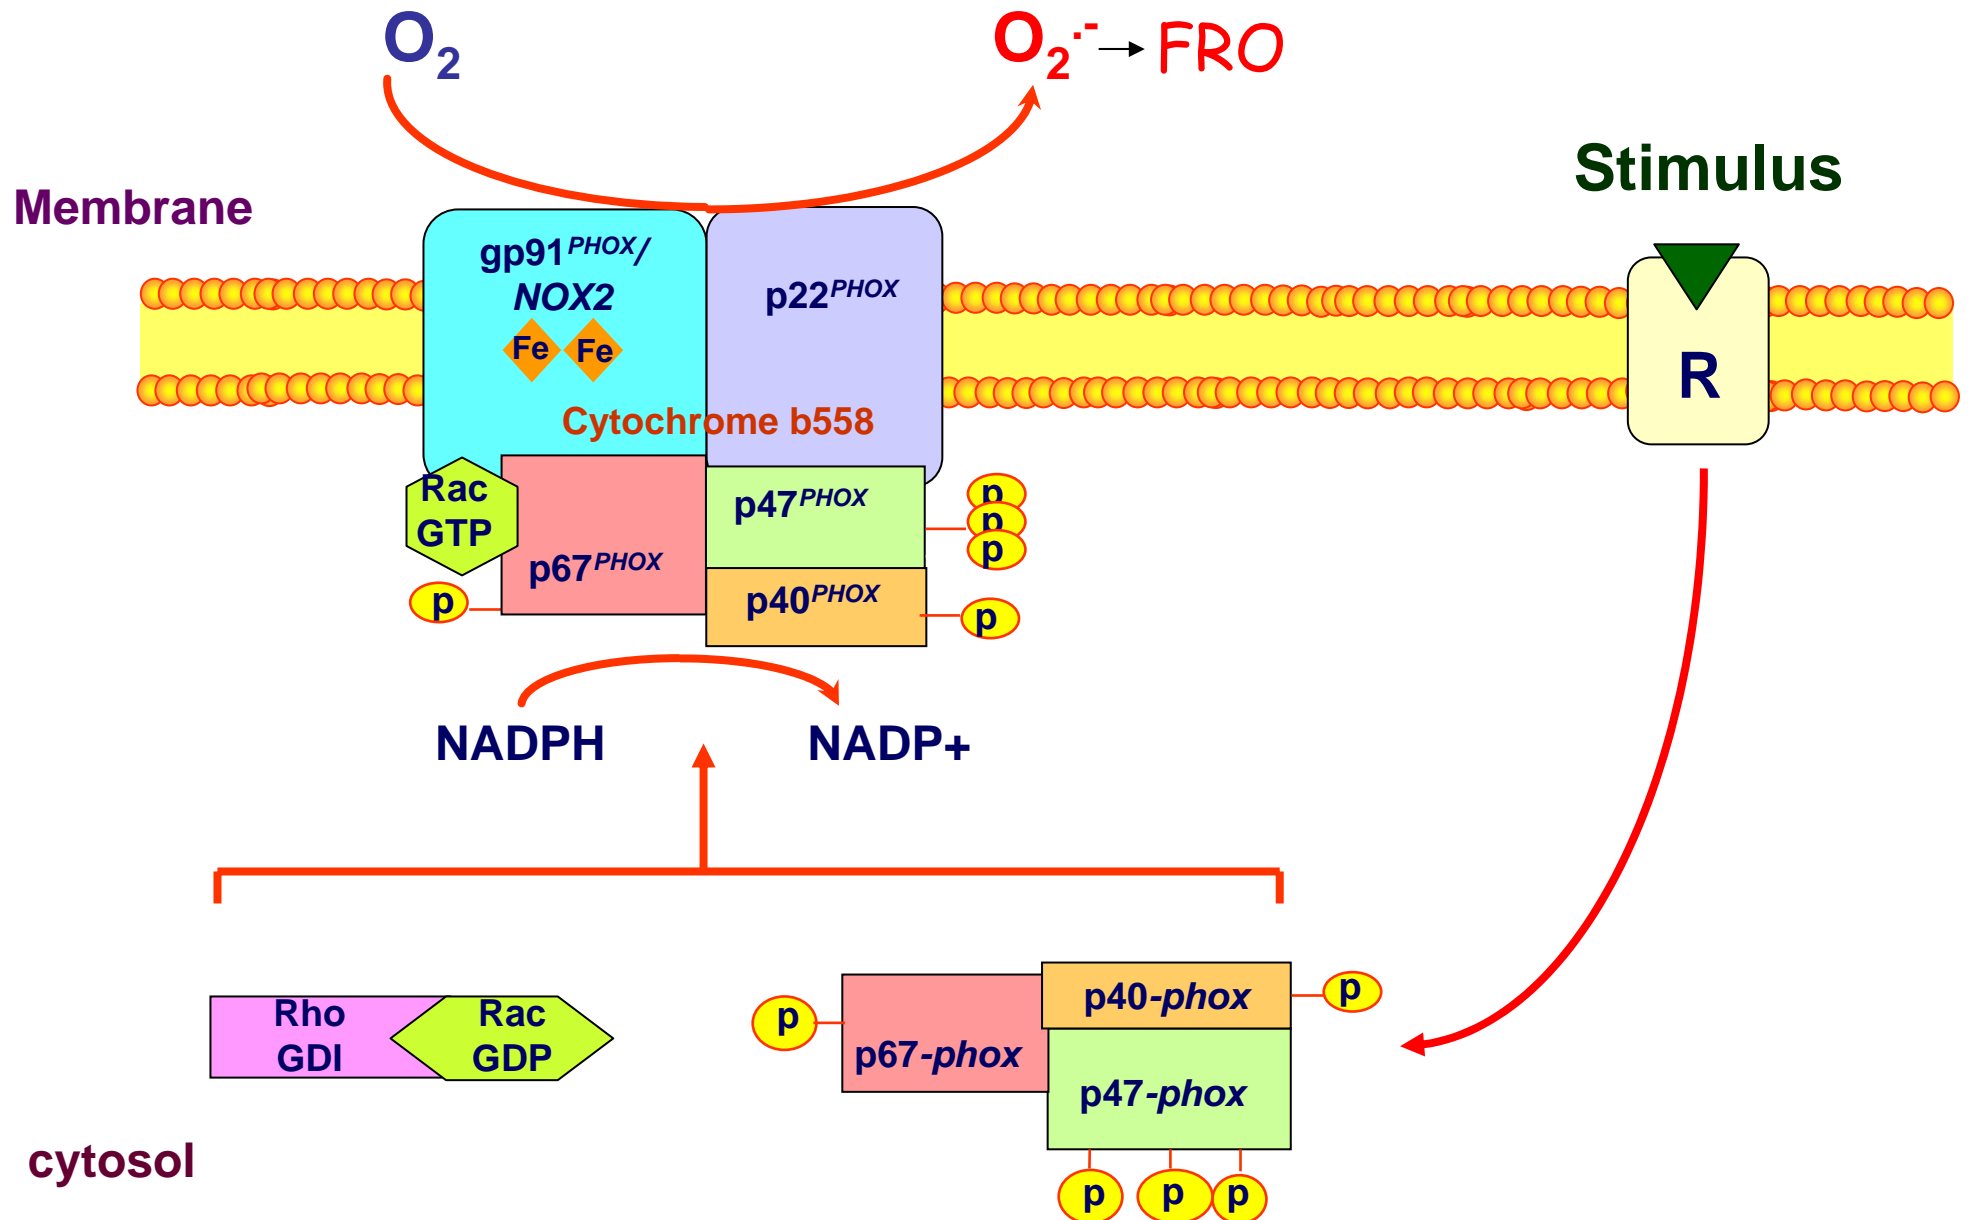 O₂
O₂·- → FRO
Stimulus
Membrane
gp91PHOX/
NOX2
p22PHOX
Fe Fe
R
Cytochrome b558
Rac
GTP
p47PHOX
p
p
p
p67PHOX
p40PHOX
p
p
NADPH
NADP+
Rho
GDI
Rac
GDP
p
p67-phox
p40-phox
p
p47-phox
p p p
cytosol